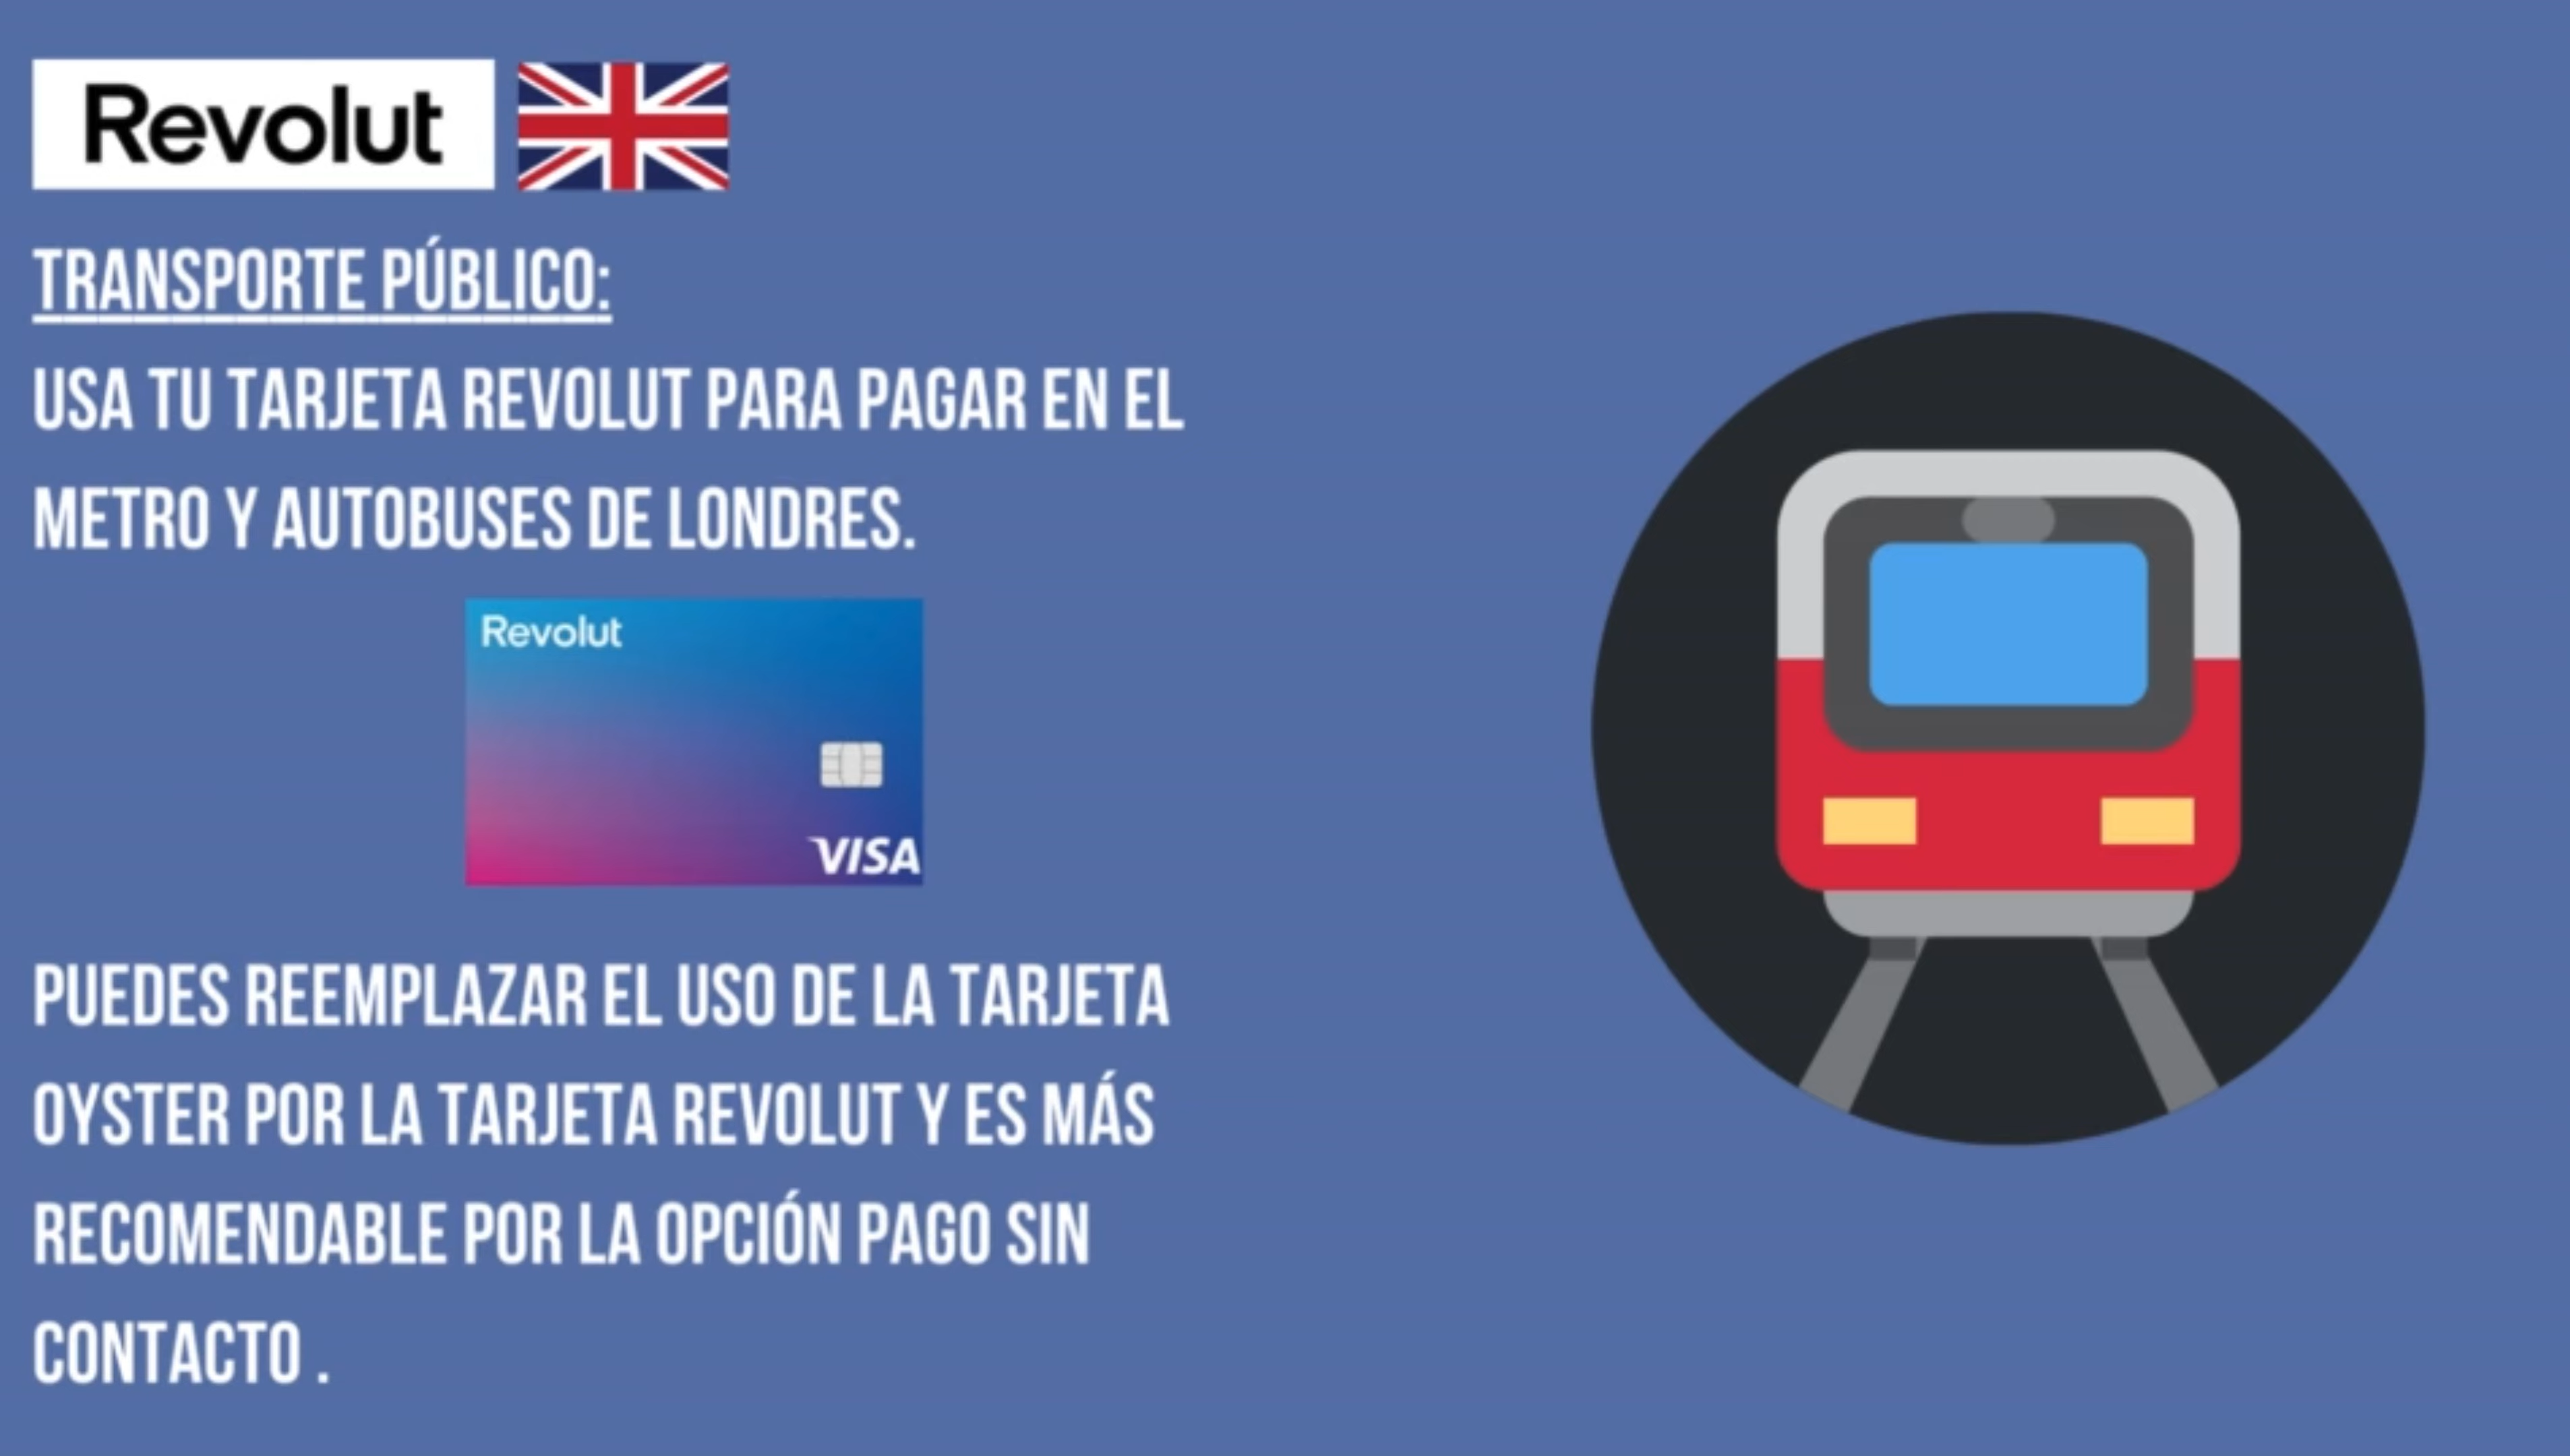 Revolut
TRANSPORTE PÚBLICO:
USA TU TARJETA REVOLUT PARA PAGAR EN EL
METRO Y AUTOBUSES DE LONDRES.
Revolut
VISA
PUEDES REEMPLAZAR EL USO DE LA TARJETA
OYSTER POR LA TARJETA REVOLUT Y ES MÁS
RECOMENDABLE POR LA OPCIÓN PAGO SIN
CONTACTO .